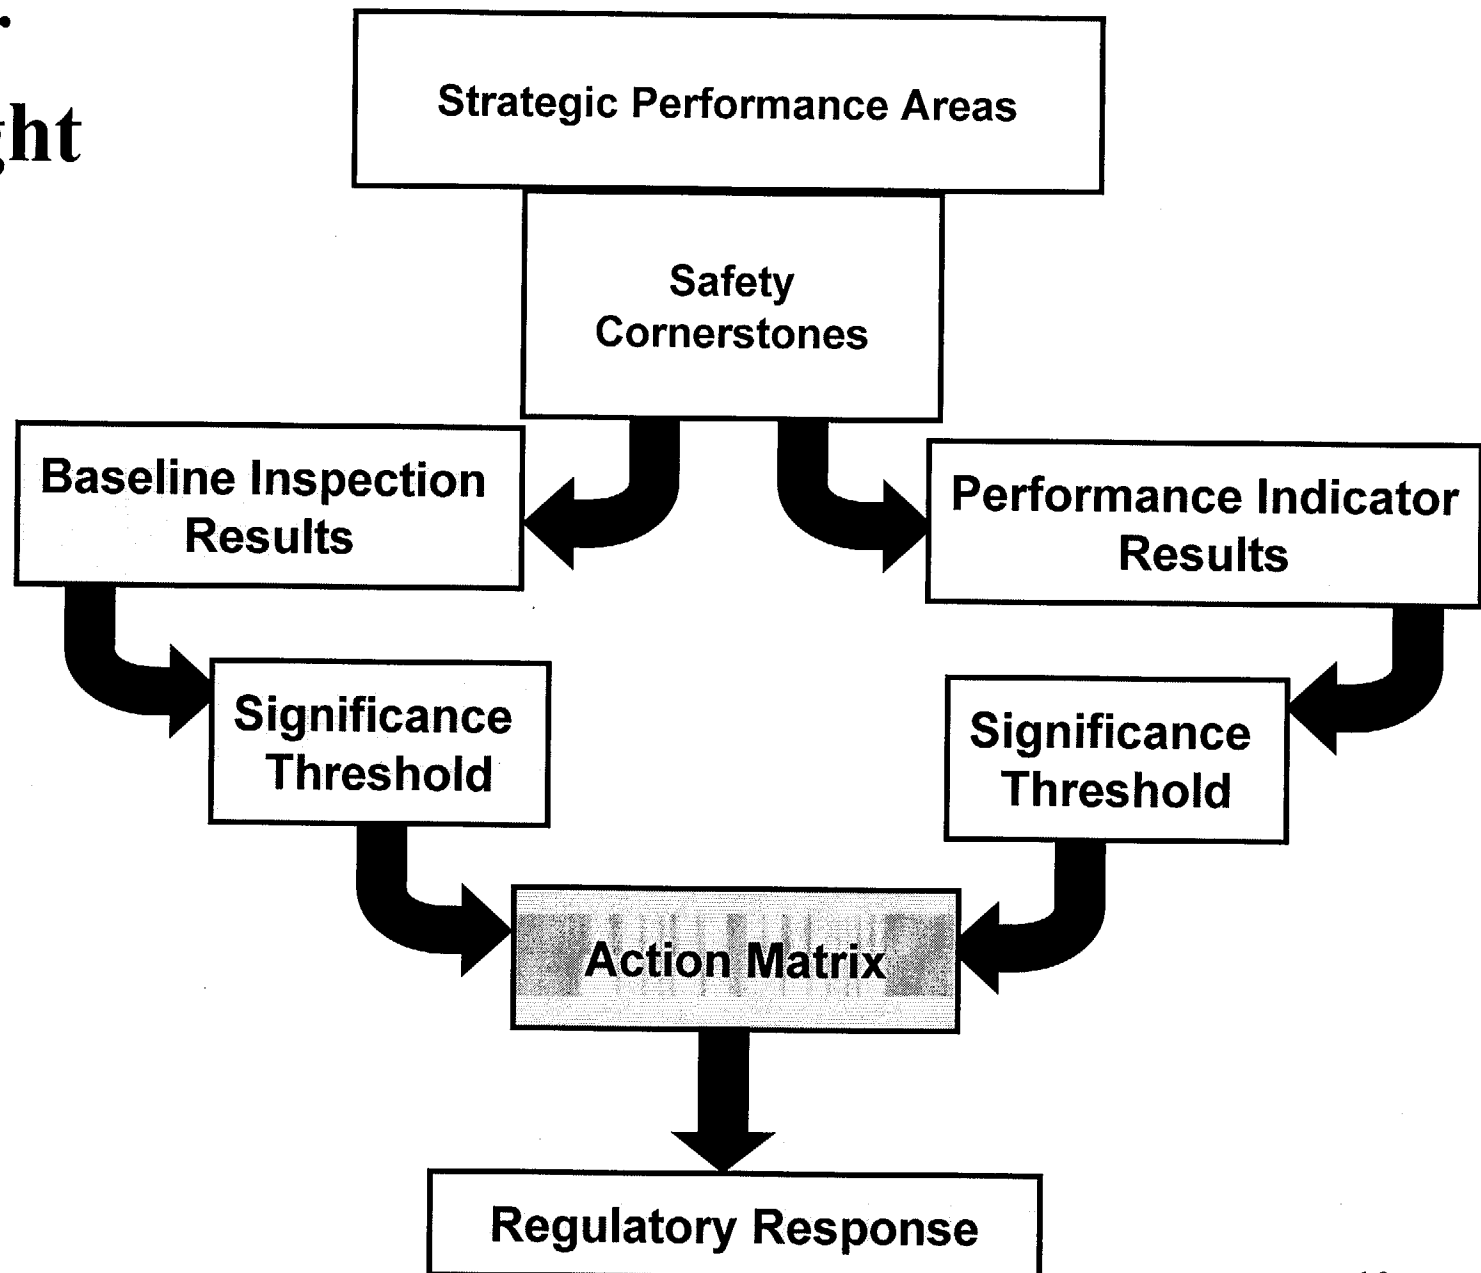 ght
Strategic Performance Areas
Safety
Cornerstones
Baseline Inspection
Results
Performance Indicator
Results
Significance
Threshold
Significance
Threshold
Action Matrix
Regulatory Response